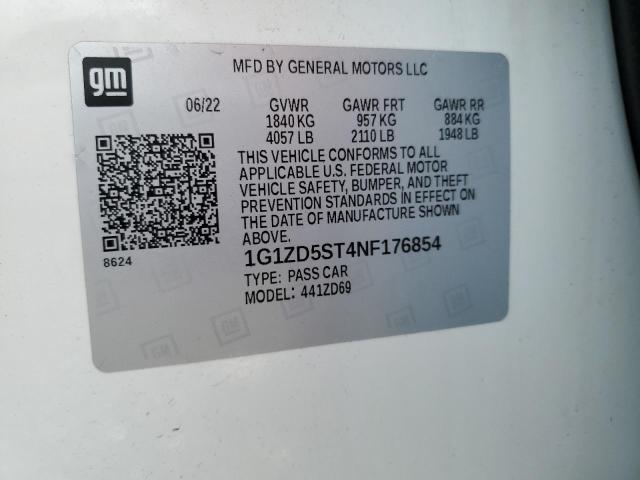 gm
MFD BY GENERAL MOTORS LLC
06/22 GVWR GAWR FRT GAWR RR
1840 KG 957 KG 884 KG
4057 LB 2110 LB 1948 LB
THIS VEHICLE CONFORMS TO ALL
APPLICABLE U.S. FEDERAL MOTOR
VEHICLE SAFETY, BUMPER, AND THEFT
PREVENTION STANDARDS IN EFFECT ON
THE DATE OF MANUFACTURE SHOWN
ABOVE.
8624
1G1ZD5ST4NF176854
TYPE: PASS CAR
MODEL: 441ZD69